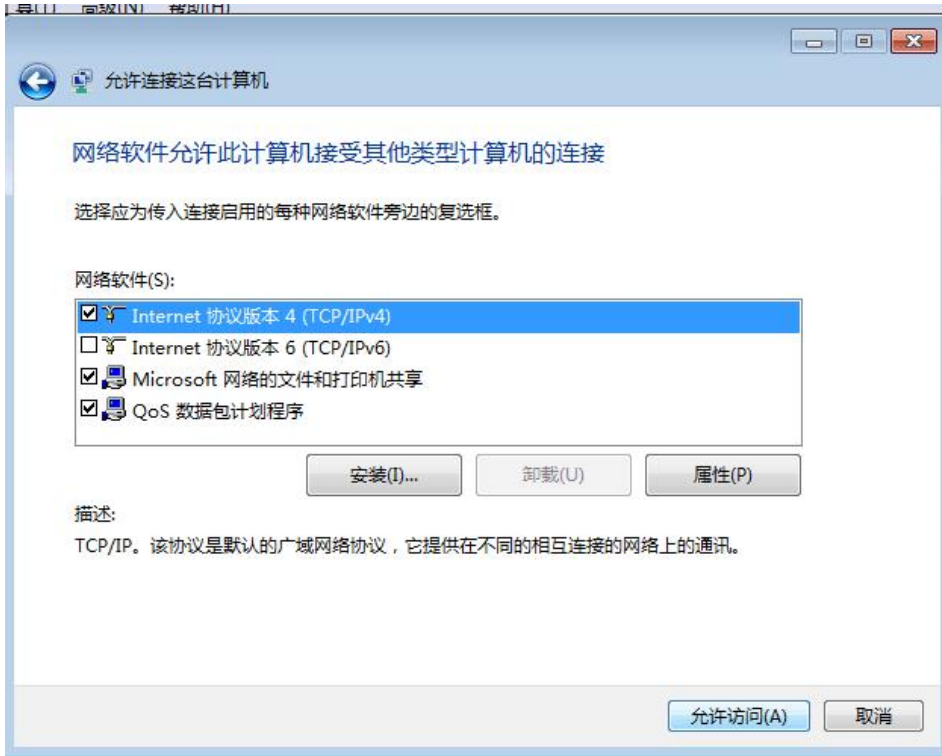 具(T) 高级(N) 帮助(H)
允许连接这台计算机
网络软件允许此计算机接受其他类型计算机的连接
选择应为传入连接启用的每种网络软件旁边的复选框。
网络软件(S):
Internet 协议版本 4 (TCP/IPv4)
Internet 协议版本 6 (TCP/IPv6)
Microsoft 网络的文件和打印机共享
QoS 数据包计划程序
安装(I)... 卸载(U) 属性(P)
描述:
TCP/IP。该协议是默认的广域网络协议，它提供在不同的相互连接的网络上的通讯。
允许访问(A) 取消